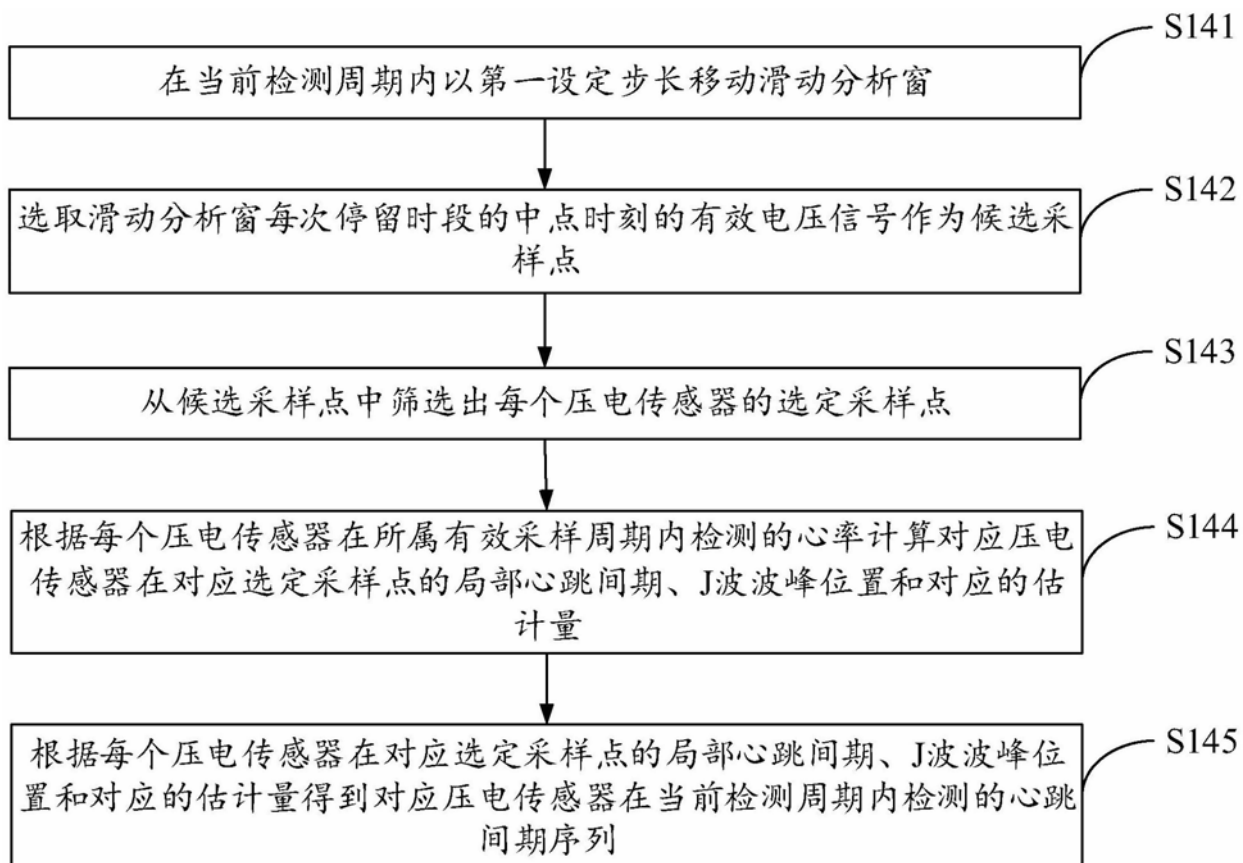 S141
在当前检测周期内以第一设定步长移动滑动分析窗
S142
选取滑动分析窗每次停留时段的中点时刻的有效电压信号作为候选采
样点
S143
从候选采样点中筛选出每个压电传感器的选定采样点
S144
根据每个压电传感器在所属有效采样周期内检测的心率计算对应压电
传感器在对应选定采样点的局部心跳间期、J波波峰位置和对应的估
计量
S145
根据每个压电传感器在对应选定采样点的局部心跳间期、J波波峰位
置和对应的估计量得到对应压电传感器在当前检测周期内检测的心跳
间期序列